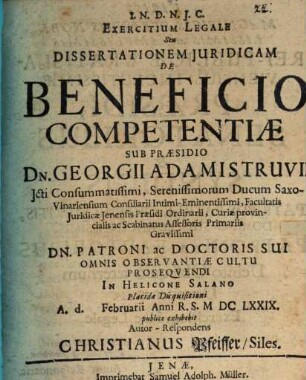 I. N. D. N. J. C.
EXERCITIUM LEGALE
Seu
DISSERTATIONEM JURIDICAM
DE
BENEFICIO
COMPETENTIÆ
SUB PRÆSIDIO
DN. GEORGII ADAMI STRUVII
Jcti Consummatissimi, Serenissimorum Ducum Saxo-
Vinariensium Consiliarii Intimi-Eminentissimi, Facultatis
Juridicæ Jenensis Præsidi Ordinarii, Curiæ provin-
cialis ac Scabinatus Assessoris Primarii
Gravissimi
DN. PATRONI ac DOCTORIS SUI
OMNIS OBSERVANTIÆ CULTU
PROSEQVENDI
IN HELICONE SALANO
Placidæ Disquisitioni
A. d. Februarii Anni R. S. M DC LXXIX.
publice exhibebit
Autor-Respondens
CHRISTIANUS Pfeiffer/Siles.
JENÆ,
Imprimebat Samuel Adolph. Müller.